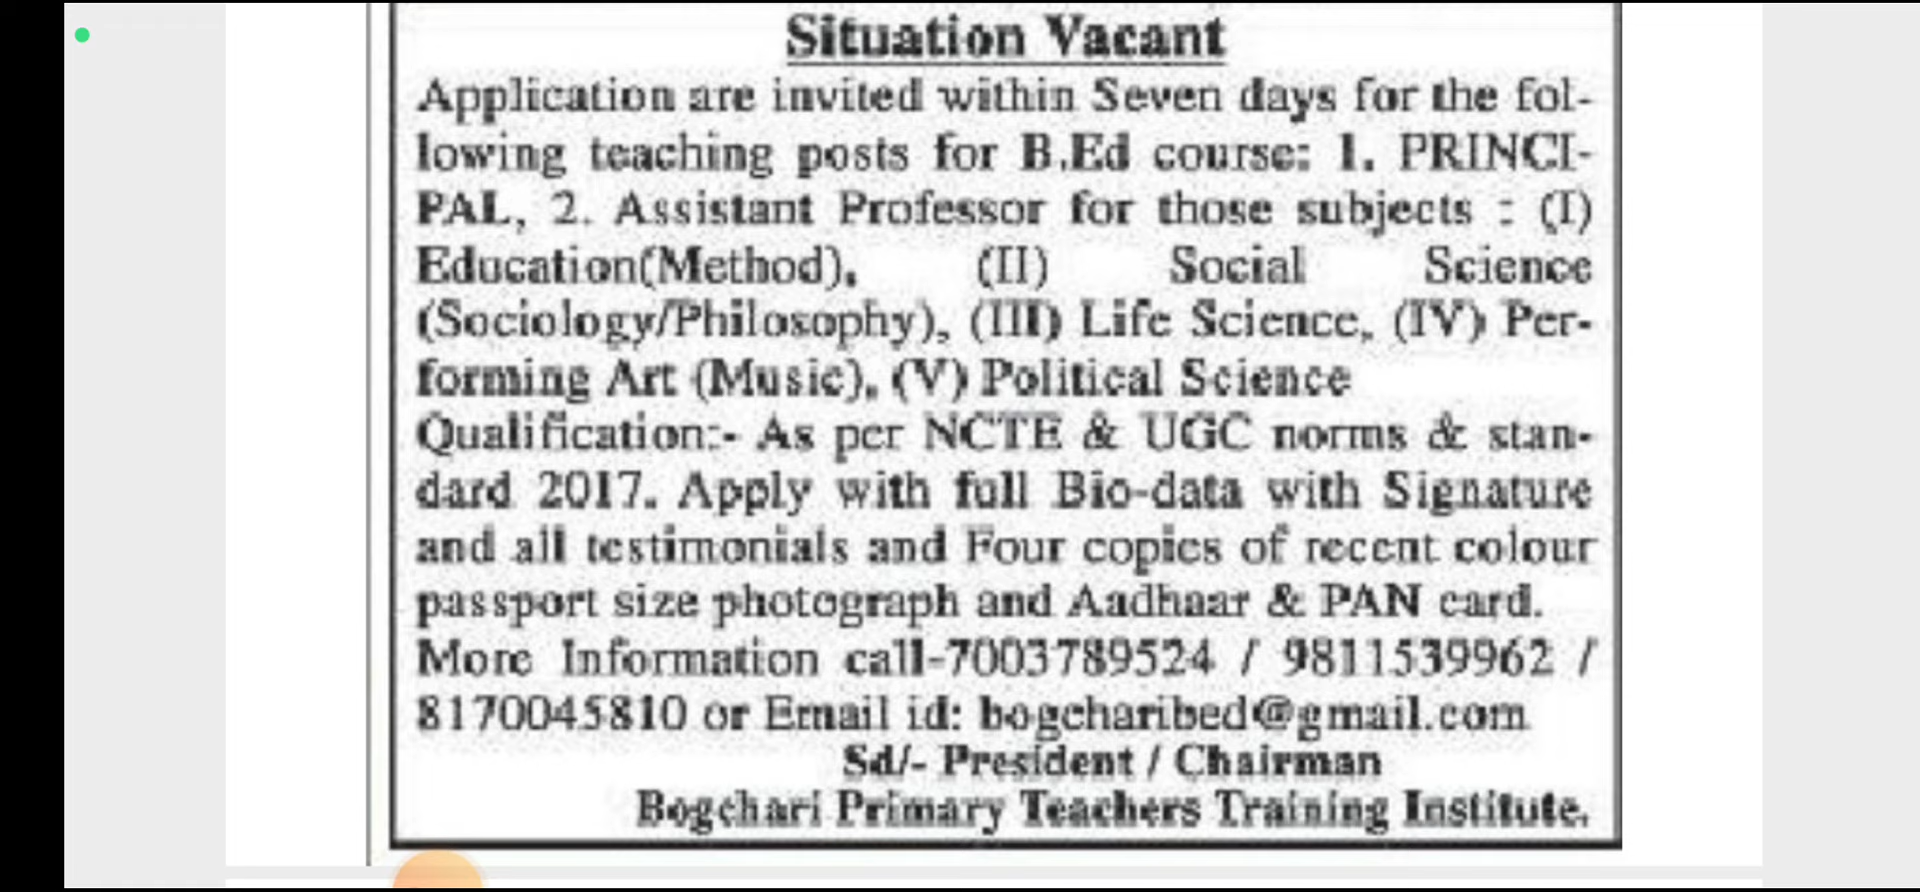 Situation Vacant
Application are invited within Seven days for the fol-
lowing teaching posts for B.Ed course: 1. PRINCI-
PAL, 2. Assistant Professor for those subjects : (I)
Education(Method), (II) Social Science
(Sociology/Philosophy), (III) Life Science, (IV) Per-
forming Art (Music), (V) Political Science
Qualification:- As per NCTE & UGC norms & stan-
dard 2017. Apply with full Bio-data with Signature
and all testimonials and Four copies of recent colour
passport size photograph and Aadhaar & PAN card.
More Information call-7003789524 / 9811539962 /
8170045810 or Email id: bogcharibed@gmail.com
Sd/- President / Chairman
Bogchari Primary Teachers Training Institute.